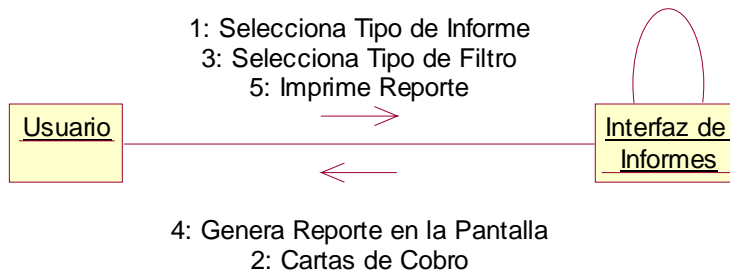 1: Selecciona Tipo de Informe
3: Selecciona Tipo de Filtro
5: Imprime Reporte
Usuario
Interfaz de
Informes
4: Genera Reporte en la Pantalla
2: Cartas de Cobro